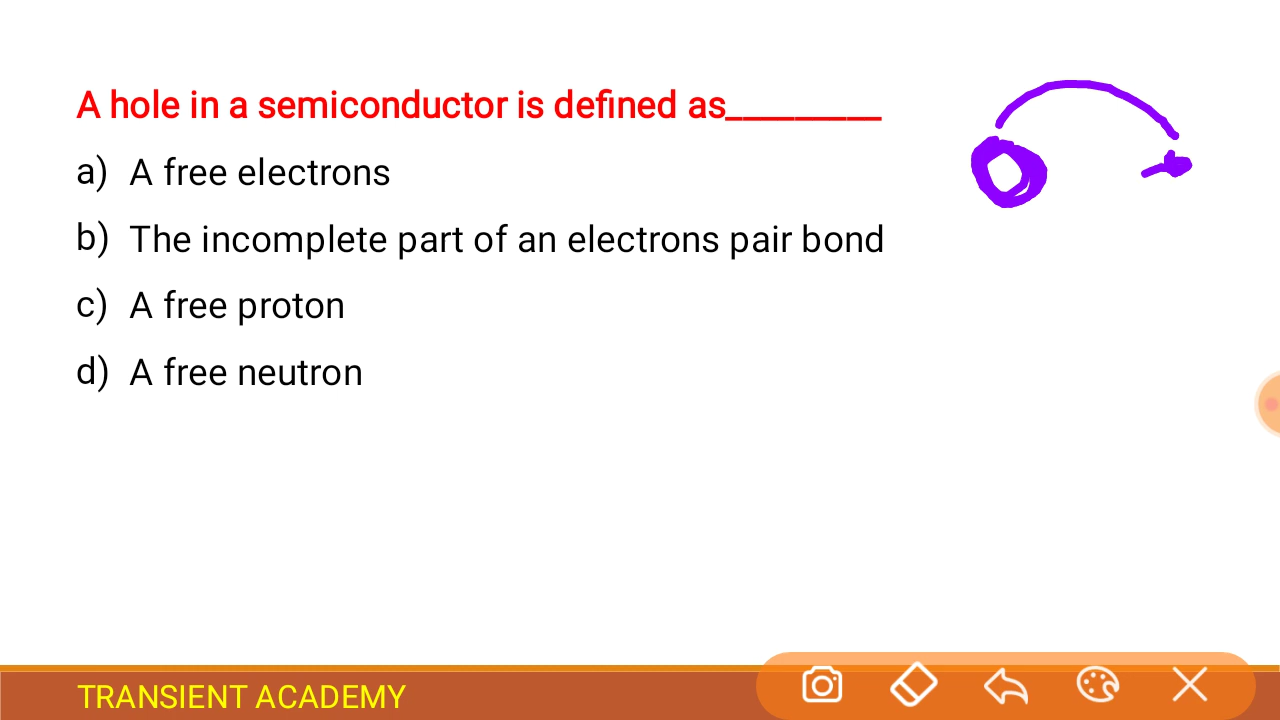 A hole in a semiconductor is defined as_________
a) A free electrons
b) The incomplete part of an electrons pair bond
c) A free proton
d) A free neutron
TRANSIENT ACADEMY